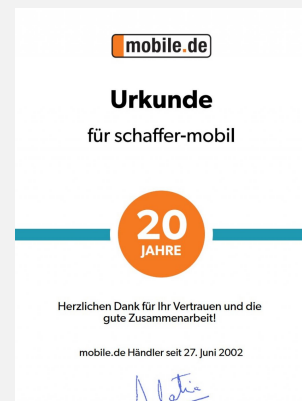 mobile.de
Urkunde
für schaffer-mobil
20
JAHRE
Herzlichen Dank für Ihr Vertrauen und die
gute Zusammenarbeit!
mobile.de Händler seit 27. Juni 2002